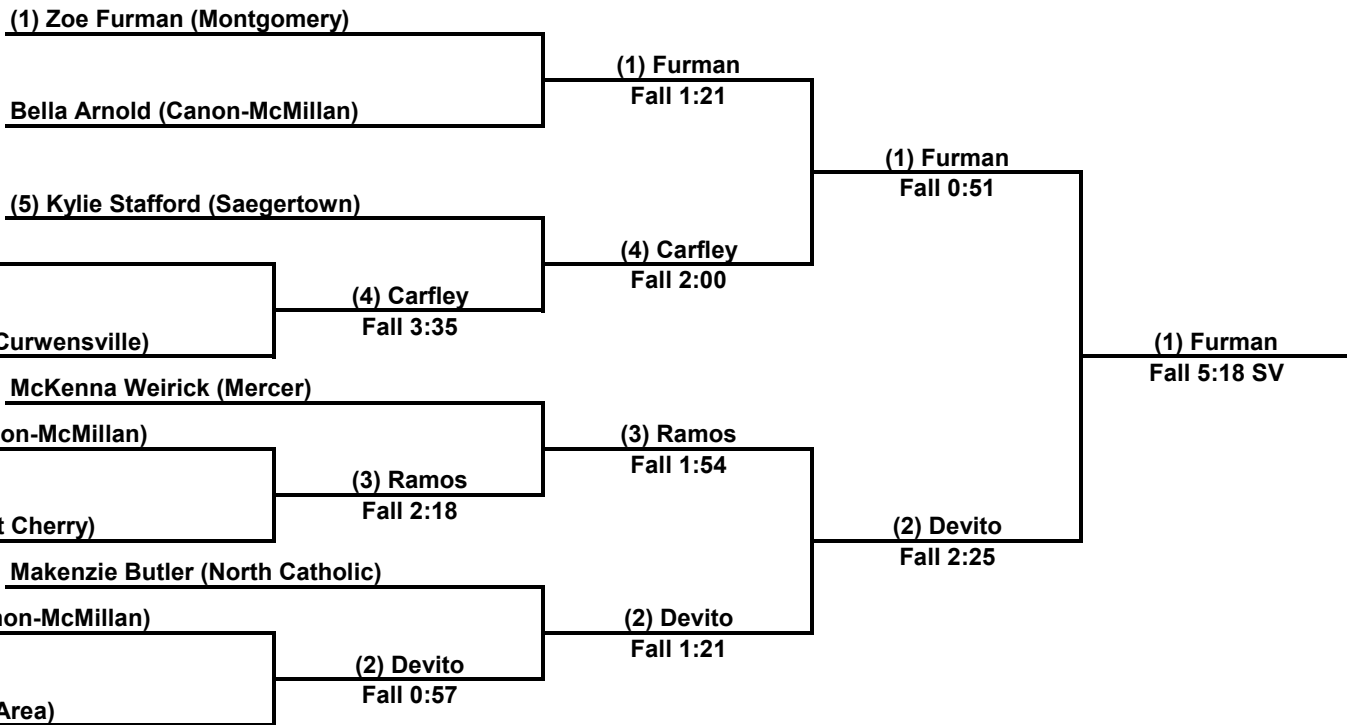 (1) Zoe Furman (Montgomery)
(1) Furman
Fall 1:21
Bella Arnold (Canon-McMillan)
(1) Furman
Fall 0:51
(5) Kylie Stafford (Saegertown)
(4) Carfley
Fall 2:00
(4) Carfley
Fall 3:35
Curwensville)
(1) Furman
Fall 5:18 SV
McKenna Weirick (Mercer)
on-McMillan)
(3) Ramos
Fall 1:54
(3) Ramos
Fall 2:18
t Cherry)
(2) Devito
Fall 2:25
Makenzie Butler (North Catholic)
non-McMillan)
(2) Devito
Fall 1:21
(2) Devito
Fall 0:57
Area)